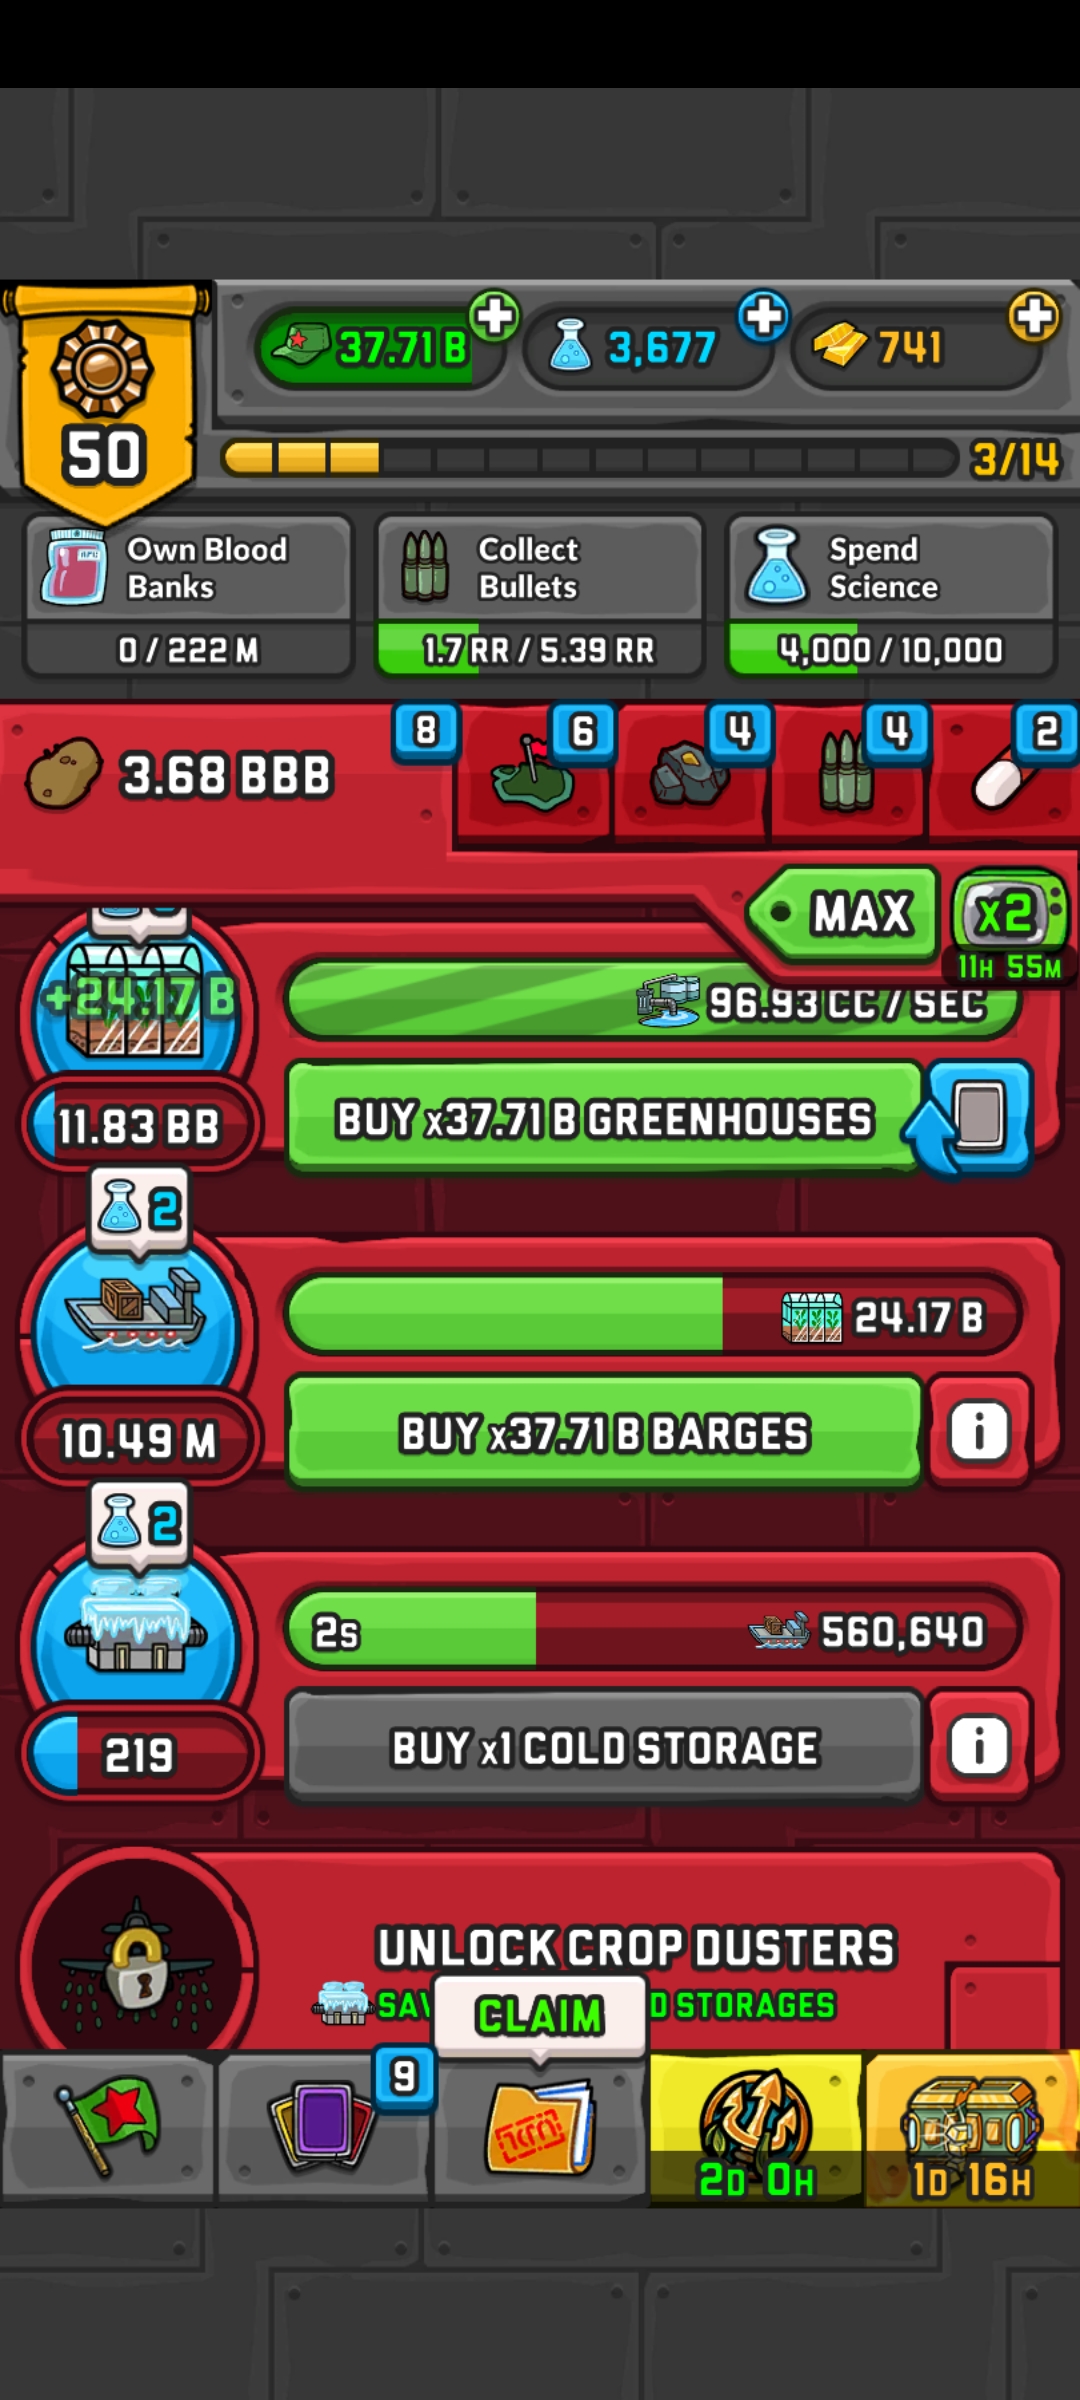 37.71 B
3,677
741
50
3/14
Own Blood
Banks
0 / 222 M
Collect
Bullets
1.7 RR / 5.39 RR
Spend
Science
4,000 / 10,000
3.68 BBB
8
6
4
4
2
MAX
x2
11H 55M
+24.17 B
96.93 CC / SEC
11.83 BB
BUY x37.71 B GREENHOUSES
2
24.17 B
10.49 M
BUY x37.71 B BARGES
i
2
2S
560,640
219
BUY x1 COLD STORAGE
i
UNLOCK CROP DUSTERS
D STORAGES
CLAIM
9
2D 0H
1D 16H